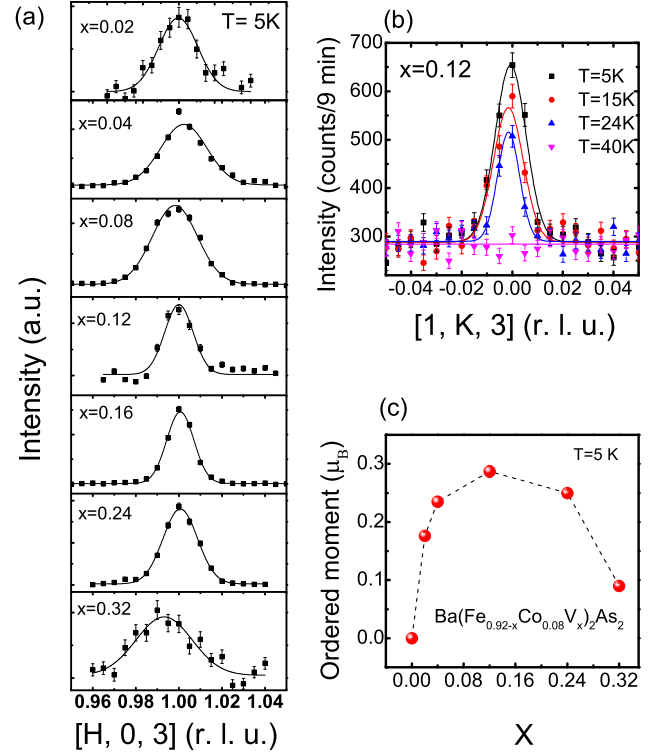 (a)
x=0.02
T= 5K
x=0.04
x=0.08
x=0.12
x=0.16
x=0.24
x=0.32
0.96 0.98 1.00 1.02 1.04
[H, 0, 3] (r. l. u.)
Intensity (a.u.)
(b)
x=0.12
T=5K
T=15K
T=24K
T=40K
700
600
500
400
300
-0.04 -0.02 0.00 0.02 0.04
[1, K, 3] (r. l. u.)
Intensity (counts/9 min)
(c)
T=5 K
0.3
0.2
0.1
0.0
Ba(Fe0.92-xCo0.08Vx)2As2
0.00 0.08 0.16 0.24 0.32
X
Ordered moment (μB)